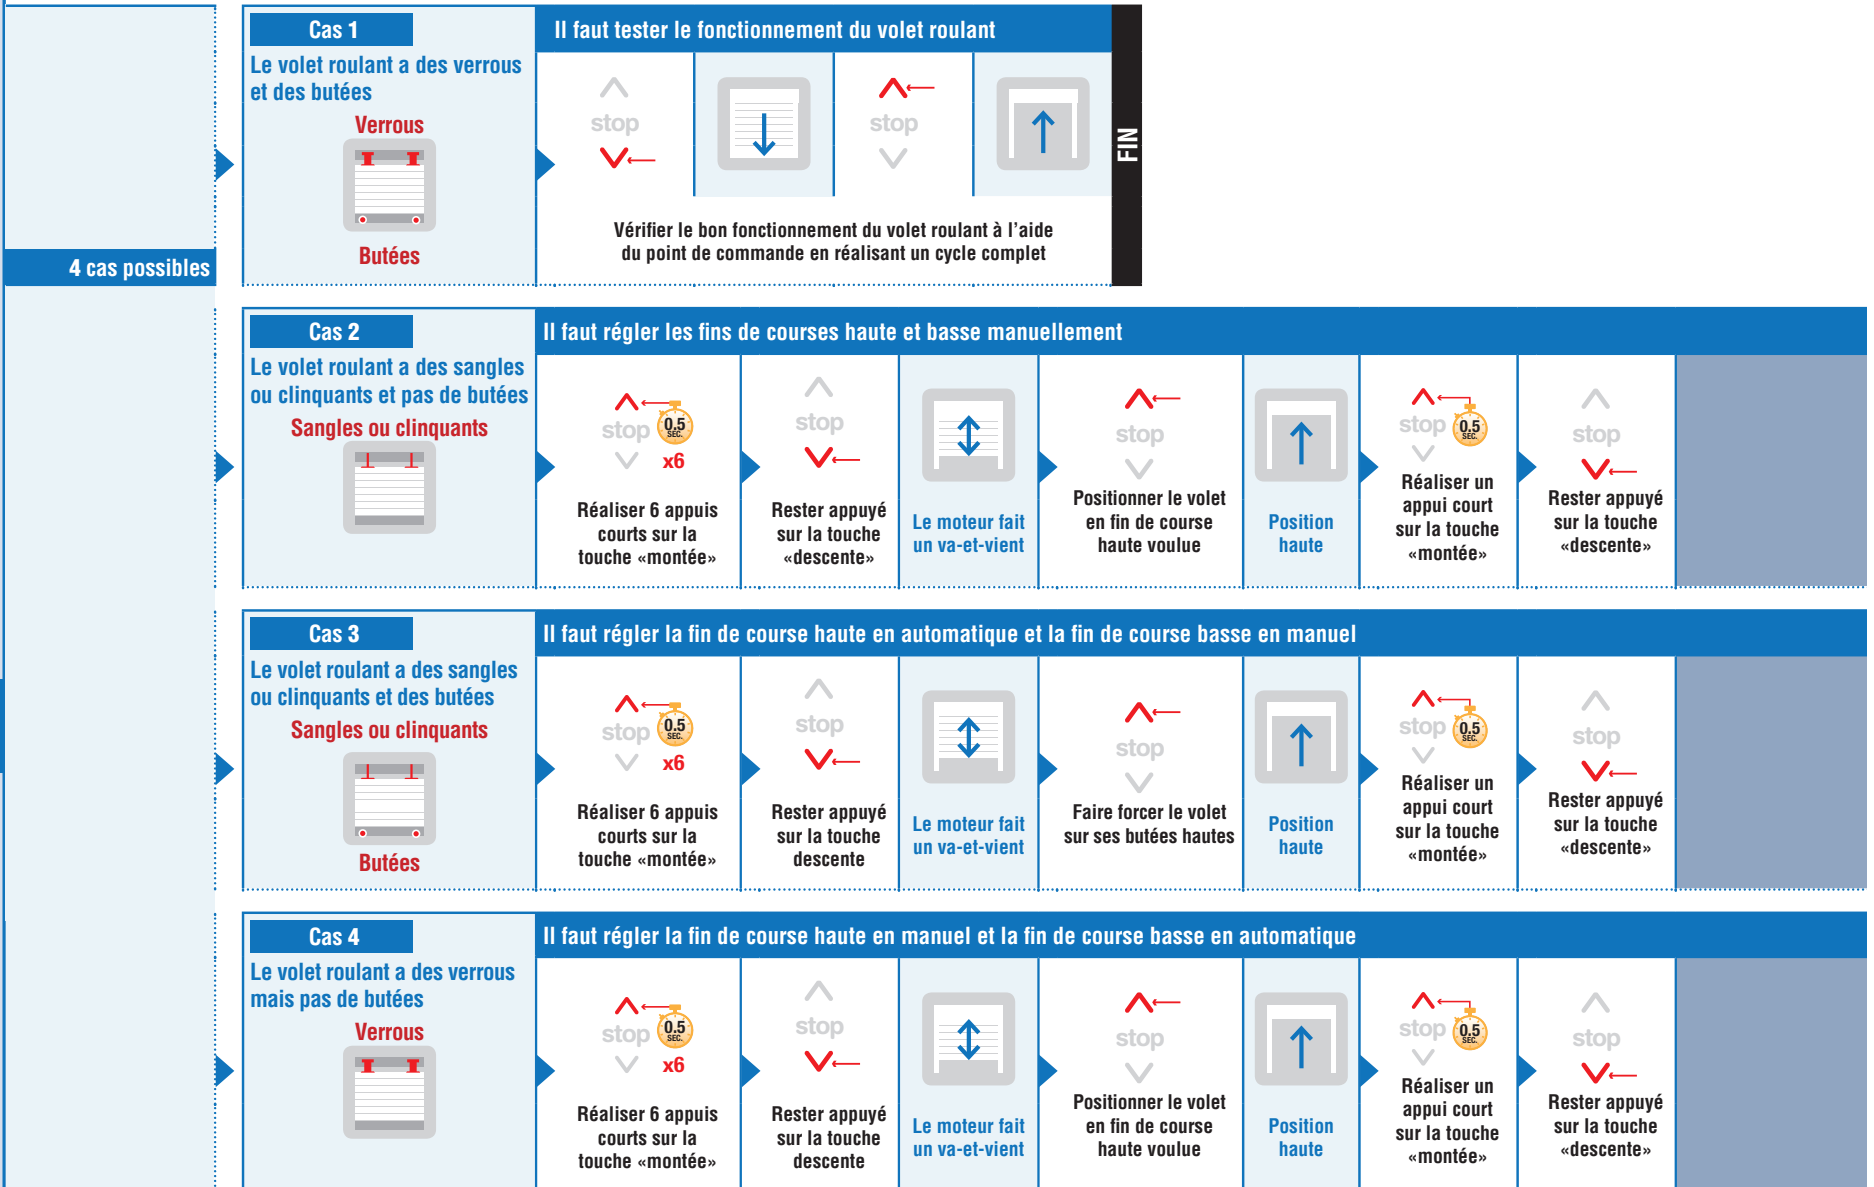 4 cas possibles
Cas 1
Le volet roulant a des verrous
et des butées
Verrous
Butées
Il faut tester le fonctionnement du volet roulant
stop
stop
Vérifier le bon fonctionnement du volet roulant à l’aide
du point de commande en réalisant un cycle complet
FIN
Cas 2
Le volet roulant a des sangles
ou clinquants et pas de butées
Sangles ou clinquants
Il faut régler les fins de courses haute et basse manuellement
stop
0.5
SEC.
x6
Réaliser 6 appuis
courts sur la
touche «montée»
stop
Rester appuyé
sur la touche
«descente»
Le moteur fait
un va-et-vient
stop
Positionner le volet
en fin de course
haute voulue
Position
haute
stop
0.5
SEC.
Réaliser un
appui court
sur la touche
«montée»
stop
Rester appuyé
sur la touche
«descente»
Cas 3
Le volet roulant a des sangles
ou clinquants et des butées
Sangles ou clinquants
Butées
Il faut régler la fin de course haute en automatique et la fin de course basse en manuel
stop
0.5
SEC.
x6
Réaliser 6 appuis
courts sur la
touche «montée»
stop
Rester appuyé
sur la touche
descente
Le moteur fait
un va-et-vient
stop
Faire forcer le volet
sur ses butées hautes
Position
haute
stop
0.5
SEC.
Réaliser un
appui court
sur la touche
«montée»
stop
Rester appuyé
sur la touche
«descente»
Cas 4
Le volet roulant a des verrous
mais pas de butées
Verrous
Il faut régler la fin de course haute en manuel et la fin de course basse en automatique
stop
0.5
SEC.
x6
Réaliser 6 appuis
courts sur la
touche «montée»
stop
Rester appuyé
sur la touche
descente
Le moteur fait
un va-et-vient
stop
Positionner le volet
en fin de course
haute voulue
Position
haute
stop
0.5
SEC.
Réaliser un
appui court
sur la touche
«montée»
stop
Rester appuyé
sur la touche
«descente»